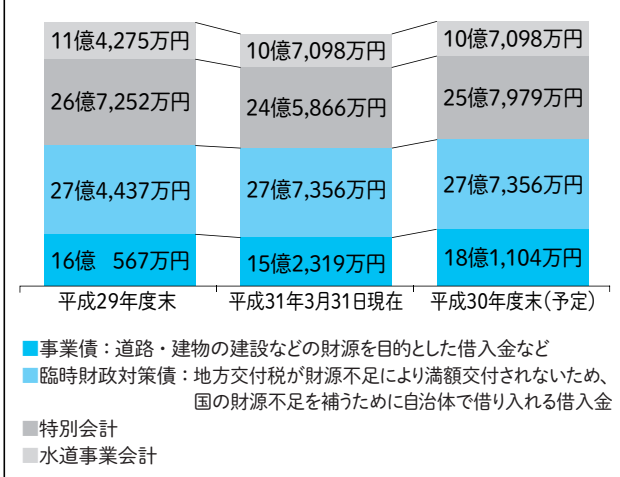 11億4,275万円 10億7,098万円 10億7,098万円
26億7,252万円 24億5,866万円 25億7,979万円
27億4,437万円 27億7,356万円 27億7,356万円
16億 567万円 15億2,319万円 18億1,104万円
平成29年度末 平成31年3月31日現在 平成30年度末(予定)
■事業債：道路・建物の建設などの財源を目的とした借入金など
■臨時財政対策債：地方交付税が財源不足により満額交付されないため、
国の財源不足を補うために自治体で借り入れる借入金
■特別会計
■水道事業会計